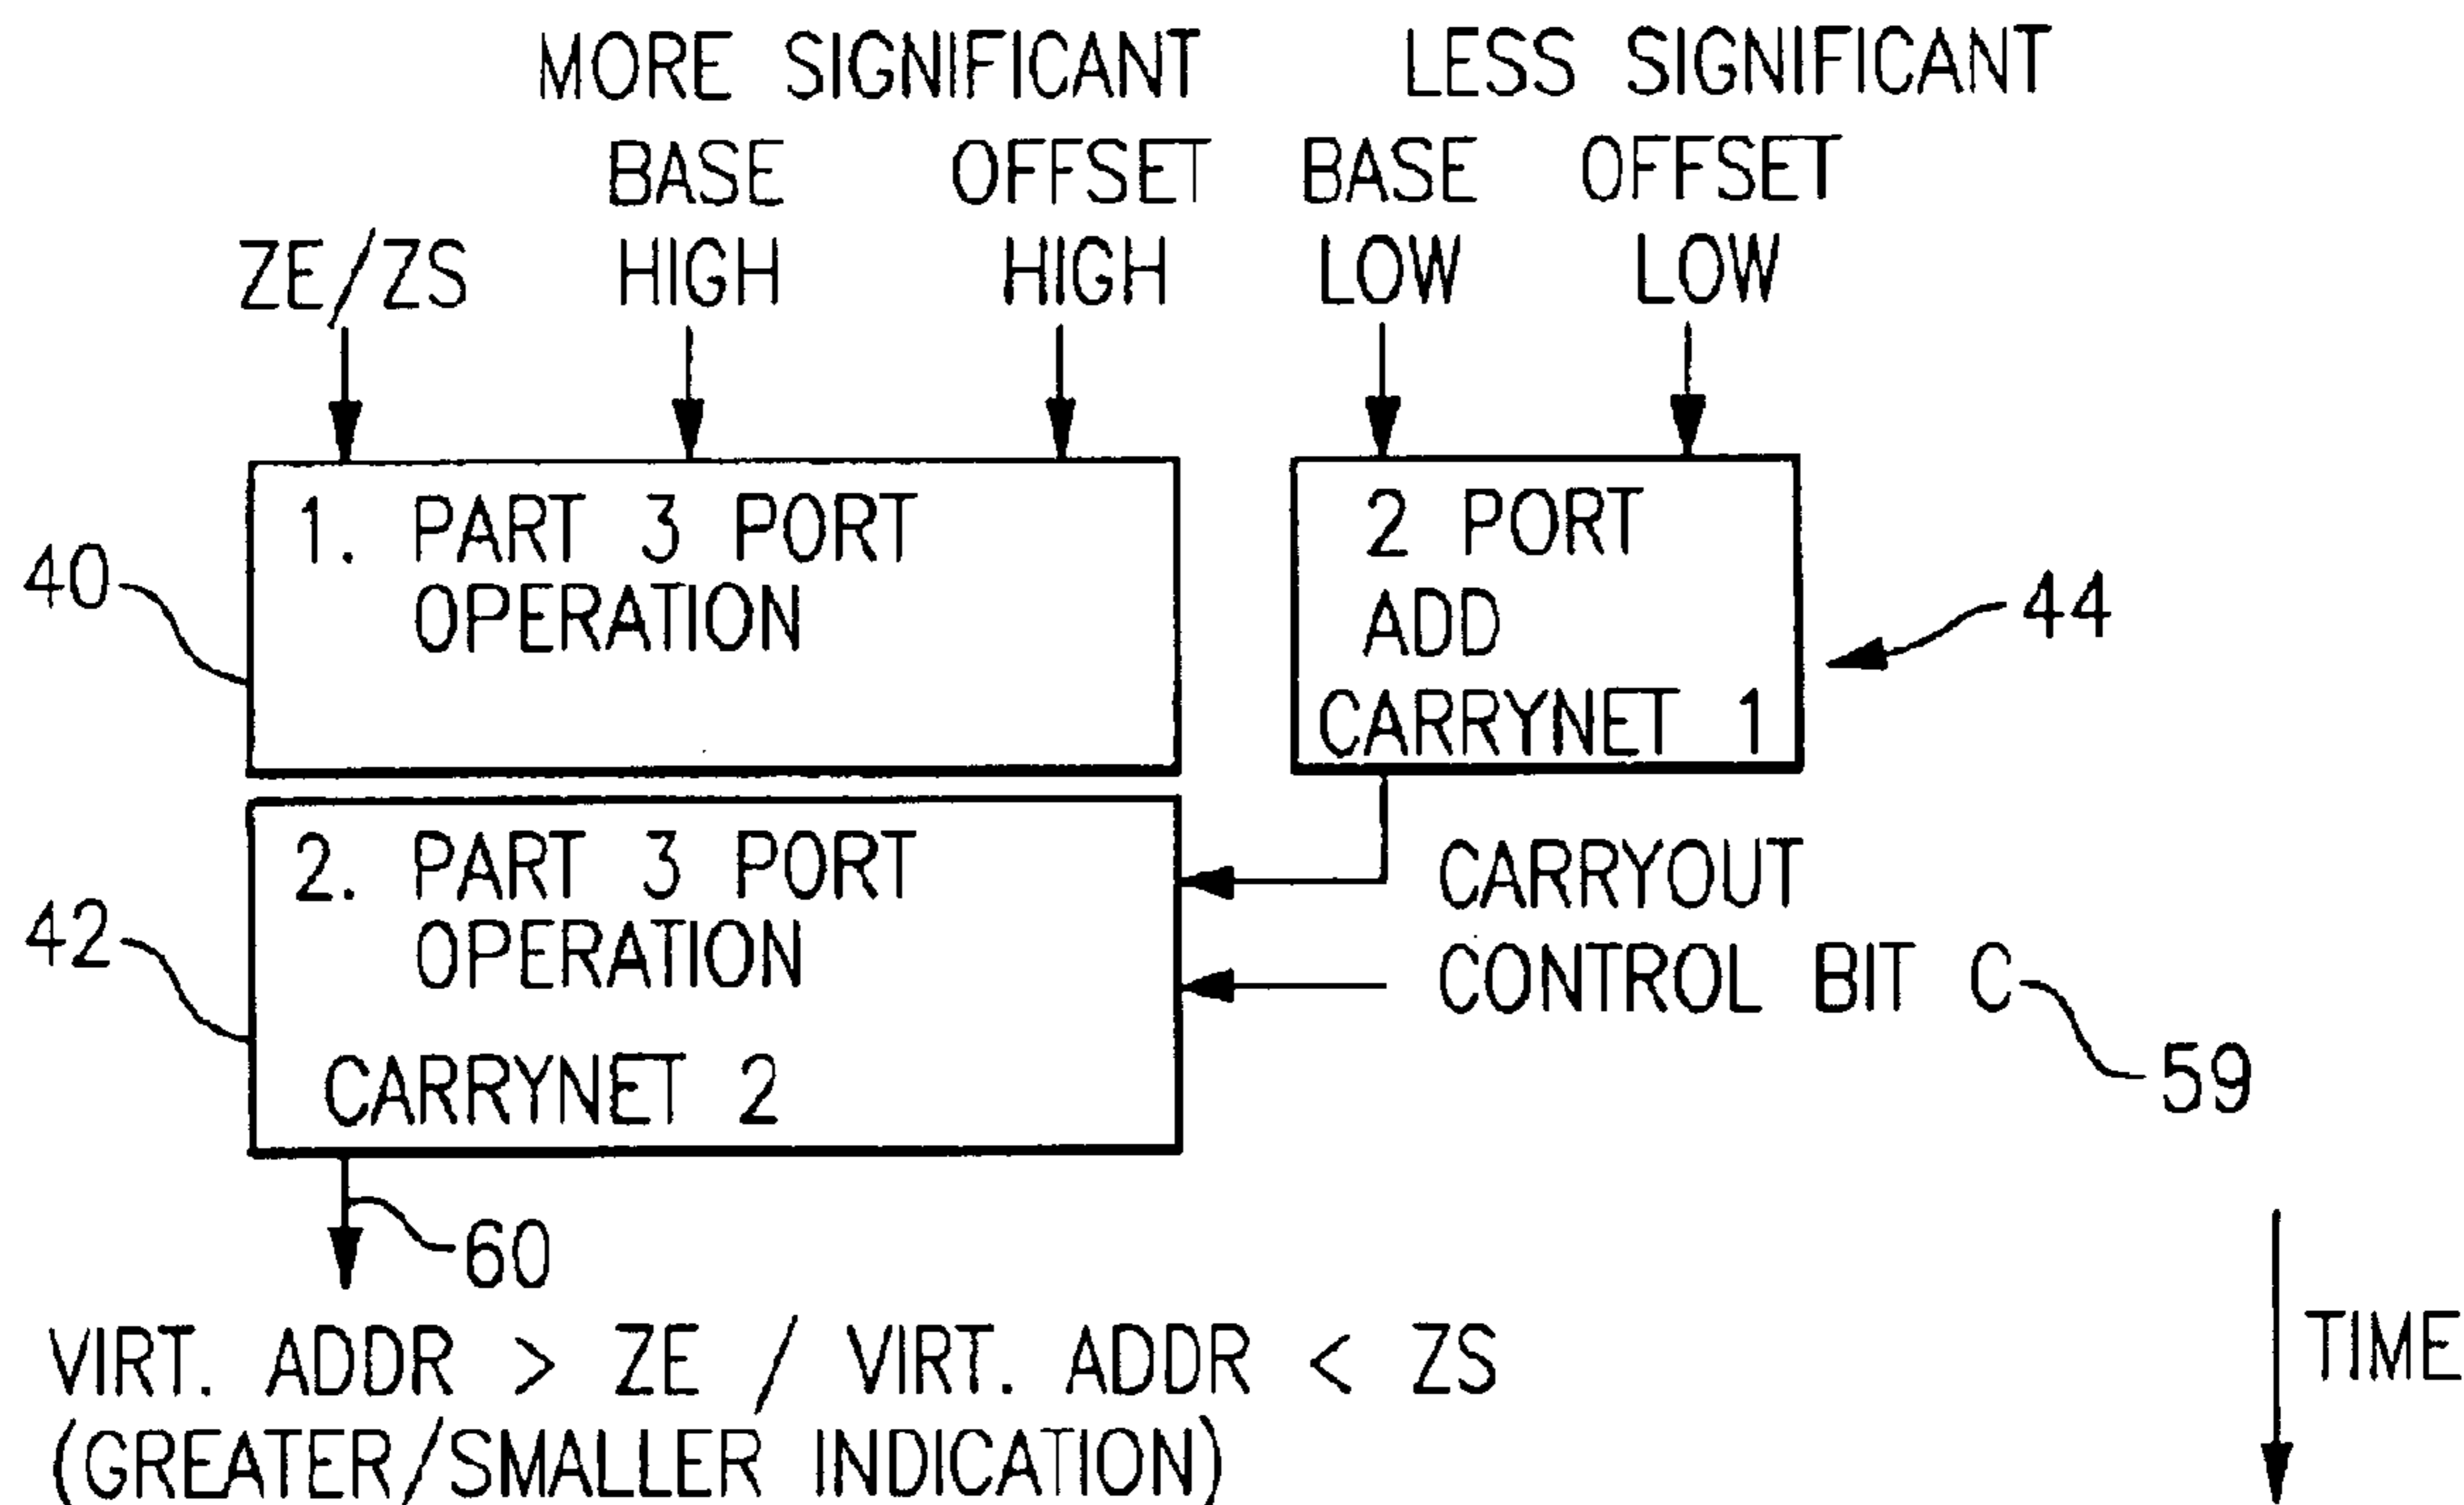 MORE SIGNIFICANT LESS SIGNIFICANT
BASE OFFSET BASE OFFSET
ZE/ZS HIGH HIGH LOW LOW
1. PART 3 PORT
OPERATION
2 PORT
ADD
CARRYNET 1
40
44
2. PART 3 PORT
OPERATION
CARRYNET 2
42
CARRYOUT
CONTROL BIT C
59
60
VIRT. ADDR > ZE / VIRT. ADDR < ZS
(GREATER/SMALLER INDICATION)
TIME